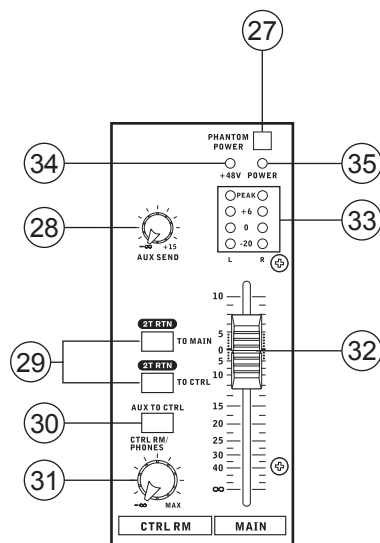 27
PHANTOM
POWER
34
35
+48V POWER
PEAK
+6
0
-20
L R
33
28
-∞ +15
AUX SEND
10
5
0
5
10
15
20
25
30
40
∞
32
2T RTN
TO MAIN
29
2T RTN
TO CTRL
30
AUX TO CTRL
CTRL RM/
PHONES
31
-∞ MAX
CTRL RM MAIN